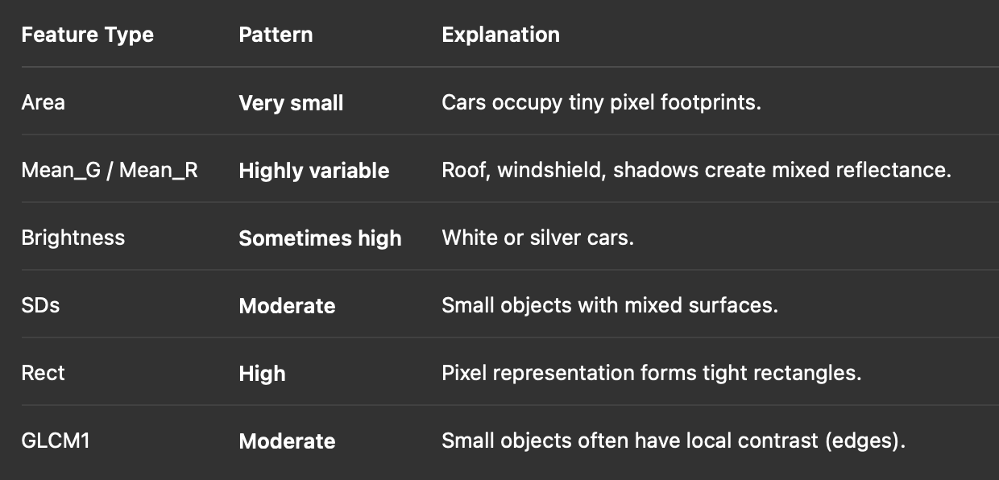 Feature Type Pattern Explanation
Area Very small Cars occupy tiny pixel footprints.
Mean_G / Mean_R Highly variable Roof, windshield, shadows create mixed reflectance.
Brightness Sometimes high White or silver cars.
SDs Moderate Small objects with mixed surfaces.
Rect High Pixel representation forms tight rectangles.
GLCM1 Moderate Small objects often have local contrast (edges).